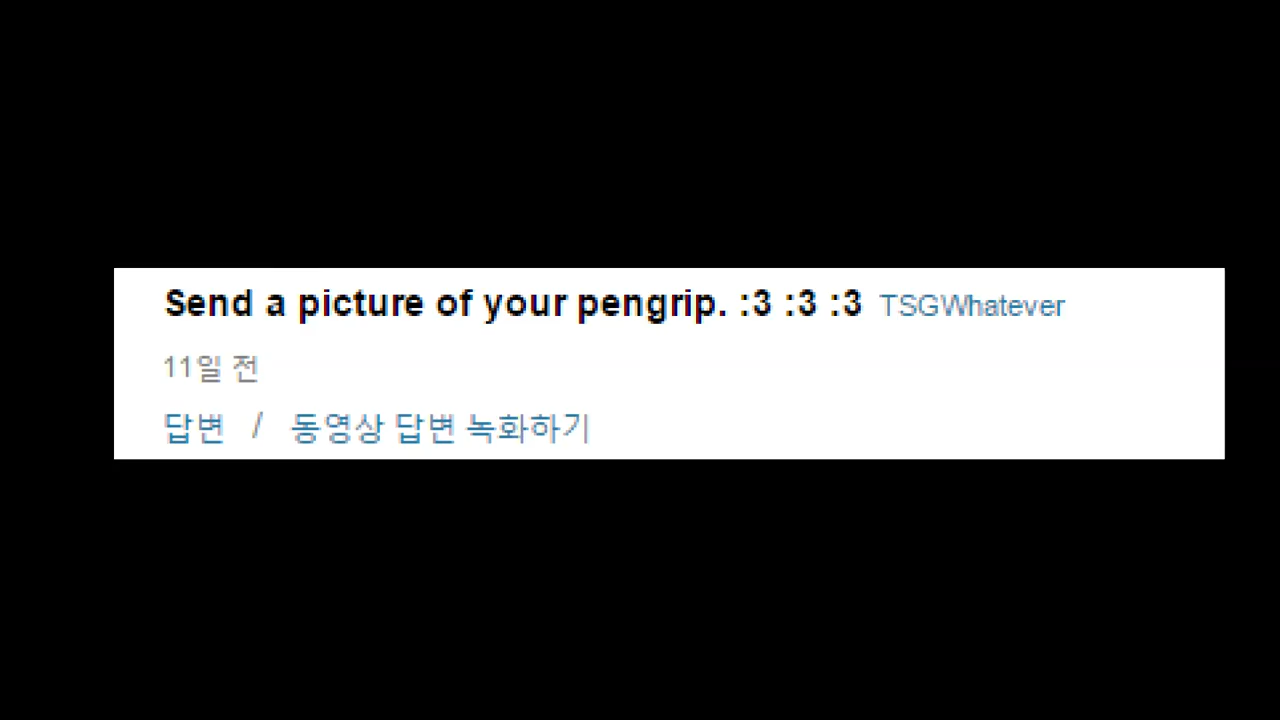 Send a picture of your pengrip. :3 :3 :3 TSGWhatever
11일 전
답변 / 동영상 답변 녹화하기